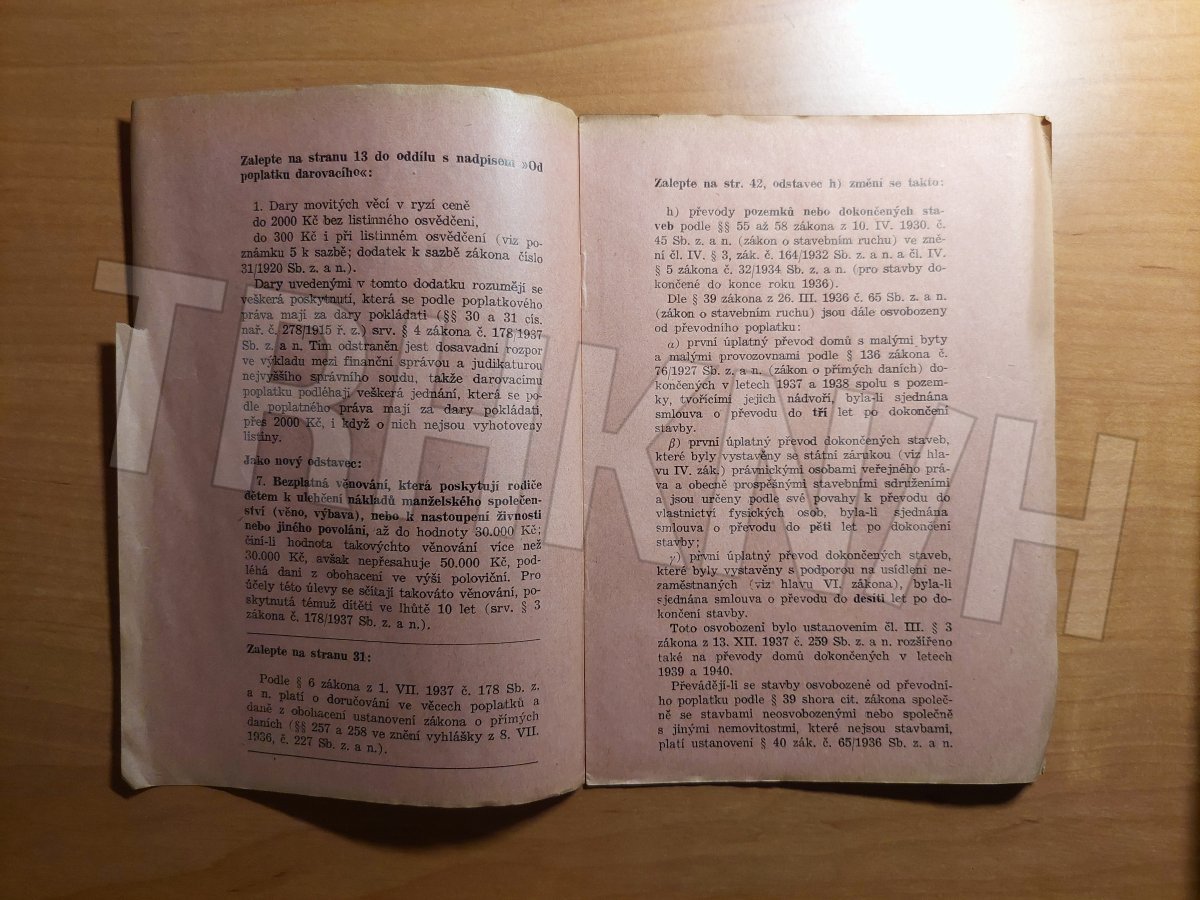 Zalepte na stranu 13 do oddílu s nadpisem »Od
poplatku darovacího«:
1. Dary movitých věcí v ryzí ceně
do 2000 Kč bez listinného osvědčení,
do 300 Kč i při listinném osvědčení (viz po-
známku 5 k sazbě; dodatek k sazbě zákona číslo
31/1920 Sb. z. a n.).
Dary uvedenými v tomto dodatku rozumějí se
veškerá poskytnutí, která se podle poplatkového
práva mají za dary pokládati (§§ 30 a 31 cís.
nař. č. 278/1915 ř. z.) srv. § 4 zákona č. 178/1937
Sb. z. a n. Tím odstraněn jest dosavadní rozpor
ve výkladu mezi finanční správou a judikaturou
nejvyššího správního soudu, takže darovacímu
poplatku podléhají veškerá jednání, která se po-
dle poplatného práva mají za dary pokládati,
přes 2000 Kč, i když o nich nejsou vyhotoveny
listiny.
Jako nový odstavec:
7. Bezplatná věnování, která poskytují rodiče
dětem k ulehčení nákladů manželského společen-
ství (věno, výbava), nebo k nastoupení živnosti
nebo jiného povolání, až do hodnoty 30.000 Kč;
činí-li hodnota takovýchto věnování více než
30.000 Kč, avšak nepřesahuje 50.000 Kč, pod-
léhá dani z obohacení ve výši poloviční. Pro
účely této úlevy se sčítají takováto věnování, po-
skytnutá témuž dítěti ve lhůtě 10 let (srv. § 3
zákona č. 178/1937 Sb. z. a n.).
Zalepte na stranu 31:
Podle § 6 zákona z 1. VII. 1937 č. 178 Sb. z.
a n. platí o doručování ve věcech poplatků a
daně z obohacení ustanovení zákona o přímých
daních (§§ 257 a 258 ve znění vyhlášky z 8. VII.
1936, č. 227 Sb. z. a n.).
Zalepte na str. 42, odstavec h) změní se takto:
h) převody pozemků nebo dokončených sta-
veb podle §§ 55 až 58 zákona z 10. IV. 1930. č.
45 Sb. z. a n. (zákon o stavebním ruchu) ve zně-
ní čl. IV. § 3, zák. č. 164/1932 Sb. z. a n. a čl. IV.
§ 5 zákona č. 32/1934 Sb. z. a n. (pro stavby do-
končené do konce roku 1936).
Dle § 39 zákona z 26. III. 1936 č. 65 Sb. z. a n.
(zákon o stavebním ruchu) jsou dále osvobozeny
od převodního poplatku:
α) první úplatný převod domů s malými byty
a malými provozovnami podle § 136 zákona č.
76/1927 Sb. z. a n. (zákon o přímých daních) do-
končených v letech 1937 a 1938 spolu s pozem-
ky, tvořícími jejich nádvoří, byla-li sjednána
smlouva o převodu do tří let po dokončení
stavby.
β) první úplatný převod dokončených staveb,
které byly vystavěny se státní zárukou (viz hla-
vu IV. zák.) právnickými osobami veřejného prá-
va a obecně prospěšnými stavebními sdruženími
a jsou určeny podle své povahy k převodu do
vlastnictví fysických osob, byla-li sjednána
smlouva o převodu do pěti let po dokončení
stavby;
γ) první úplatný převod dokončených staveb,
které byly vystavěny s podporou na usídlení ne-
zaměstnaných (viz hlavu VI. zákona), byla-li
sjednána smlouva o převodu do desíti let po do-
končení stavby.
Toto osvobození bylo ustanovením čl. III. § 3
zákona z 13. XII. 1937 č. 259 Sb. z. a n. rozšířeno
také na převody domů dokončených v letech
1939 a 1940.
Převádějí-li se stavby osvobozené od převodní-
ho poplatku podle § 39 shora cit. zákona společ-
ně se stavbami neosvobozenými nebo společně
s jinými nemovitostmi, které nejsou stavbami,
platí ustanovení § 40 zák. č. 65/1936 Sb. z. a n.
TRHKNIH